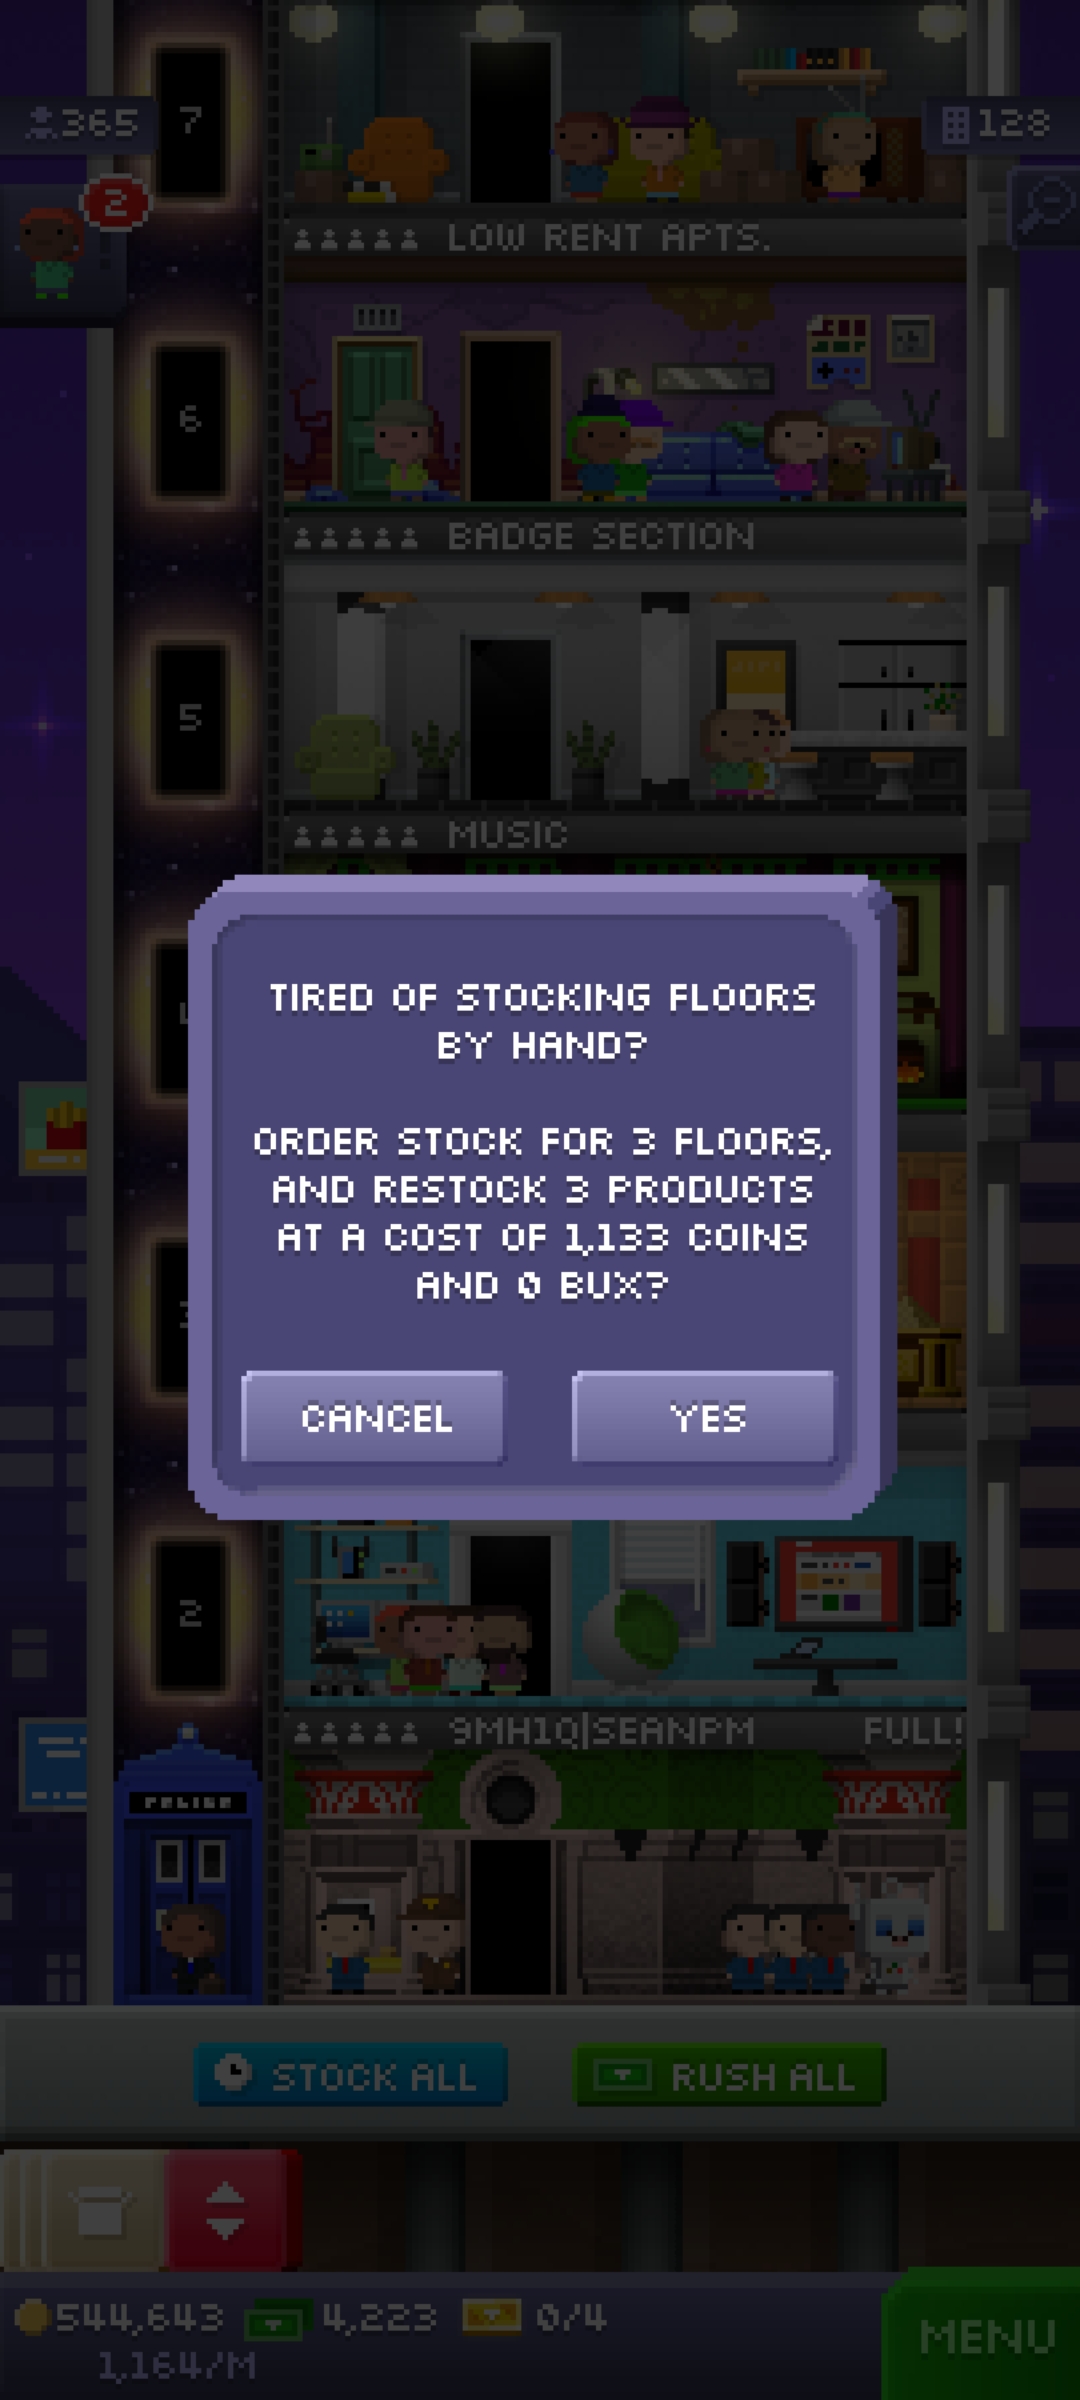 7
365
128
2
LOW RENT APTS.
6
BADGE SECTION
5
MUSIC
TIRED OF STOCKING FLOORS
BY HAND?
ORDER STOCK FOR 3 FLOORS,
AND RESTOCK 3 PRODUCTS
AT A COST OF 1,133 COINS
AND 0 BUX?
CANCEL
YES
2
9MH1Q|SEANPM
FULL!
POLICE
STOCK ALL
RUSH ALL
544,643
4,223
0/4
1,164/M
MENU